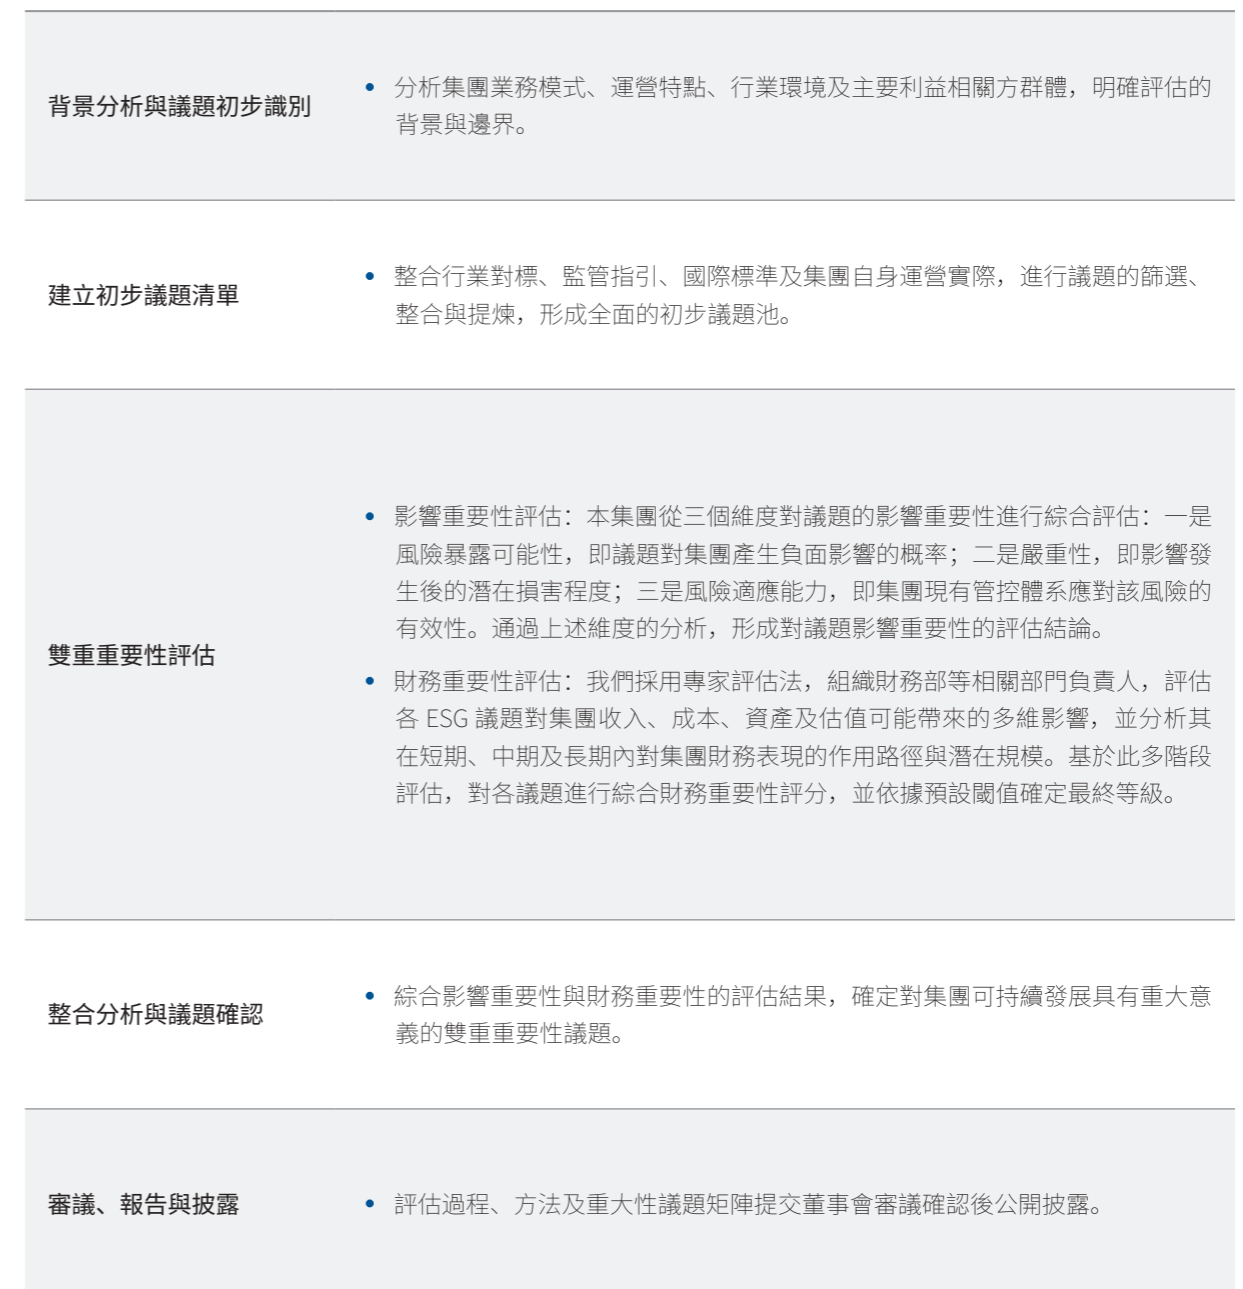 背景分析與議題初步識別
• 分析集團業務模式、運營特點、行業環境及主要利益相關方群體，明確評估的
背景與邊界。
建立初步議題清單
• 整合行業對標、監管指引、國際標準及集團自身運營實際，進行議題的篩選、
整合與提煉，形成全面的初步議題池。
雙重重要性評估
• 影響重要性評估：本集團從三個維度對議題的影響重要性進行綜合評估：一是
風險暴露可能性，即議題對集團產生負面影響的概率；二是嚴重性，即影響發
生後的潛在損害程度；三是風險適應能力，即集團現有管控體系應對該風險的
有效性。通過上述維度的分析，形成對議題影響重要性的評估結論。
• 財務重要性評估：我們採用專家評估法，組織財務部等相關部門負責人，評估
各 ESG 議題對集團收入、成本、資產及估值可能帶來的多維影響，並分析其
在短期、中期及長期內對集團財務表現的作用路徑與潛在規模。基於此多階段
評估，對各議題進行綜合財務重要性評分，並依據預設閾值確定最終等級。
整合分析與議題確認
• 綜合影響重要性與財務重要性的評估結果，確定對集團可持續發展具有重大意
義的雙重重要性議題。
審議、報告與披露
• 評估過程、方法及重大性議題矩陣提交董事會審議確認後公開披露。